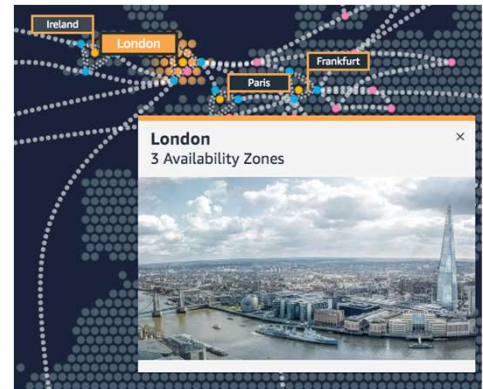 Ireland
London
Frankfurt
Paris
London
×
3 Availability Zones